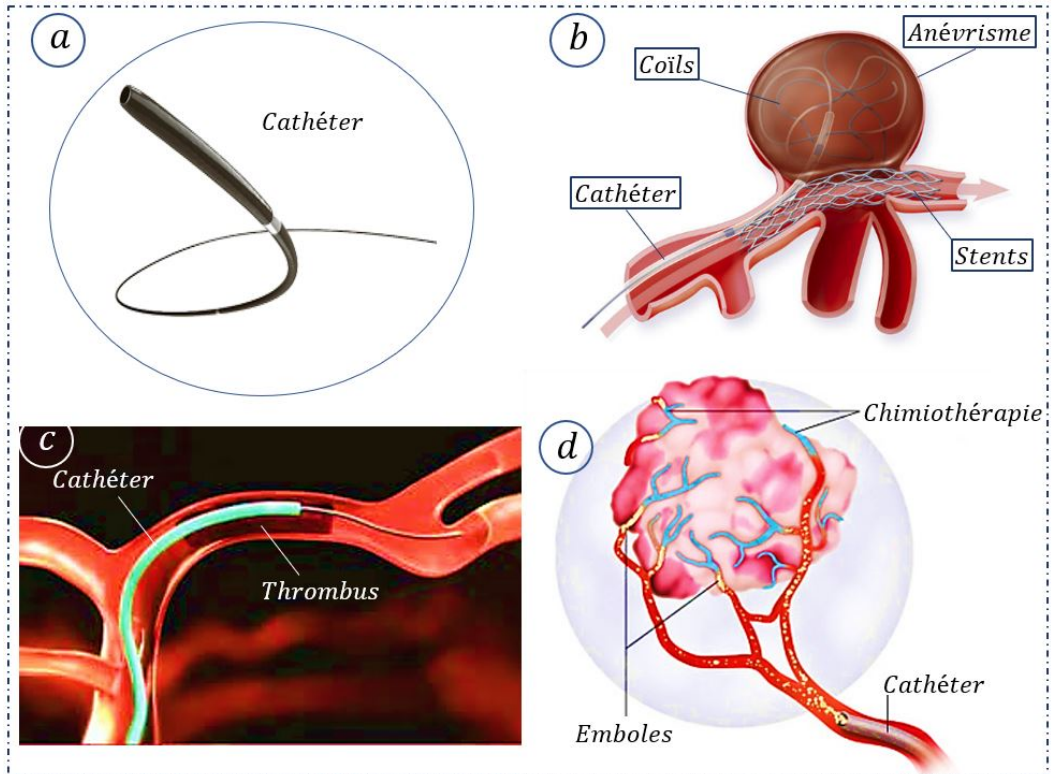 a
Cathéter
b
Anévrisme
Coïls
Cathéter
Stents
c
Cathéter
Thrombus
d
Chimiothérapie
Cathéter
Emboles